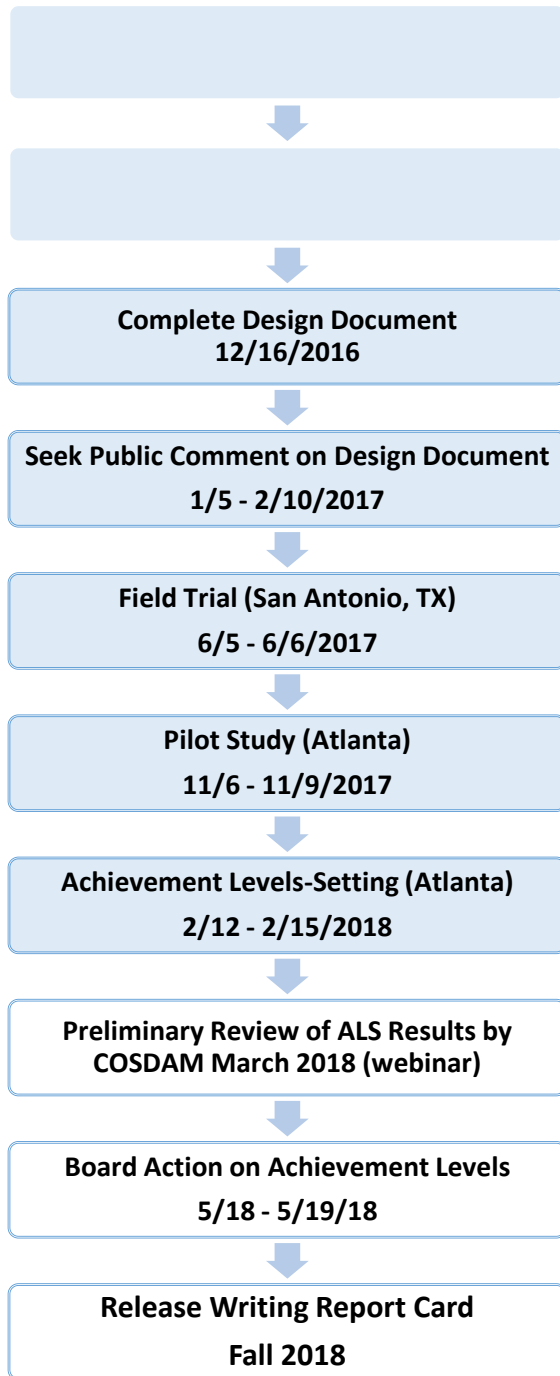 Complete Design Document
12/16/2016
Seek Public Comment on Design Document
1/5 - 2/10/2017
Field Trial (San Antonio, TX)
6/5 - 6/6/2017
Pilot Study (Atlanta)
11/6 - 11/9/2017
Achievement Levels-Setting (Atlanta)
2/12 - 2/15/2018
Preliminary Review of ALS Results by
COSDAM March 2018 (webinar)
Board Action on Achievement Levels
5/18 - 5/19/18
Release Writing Report Card
Fall 2018